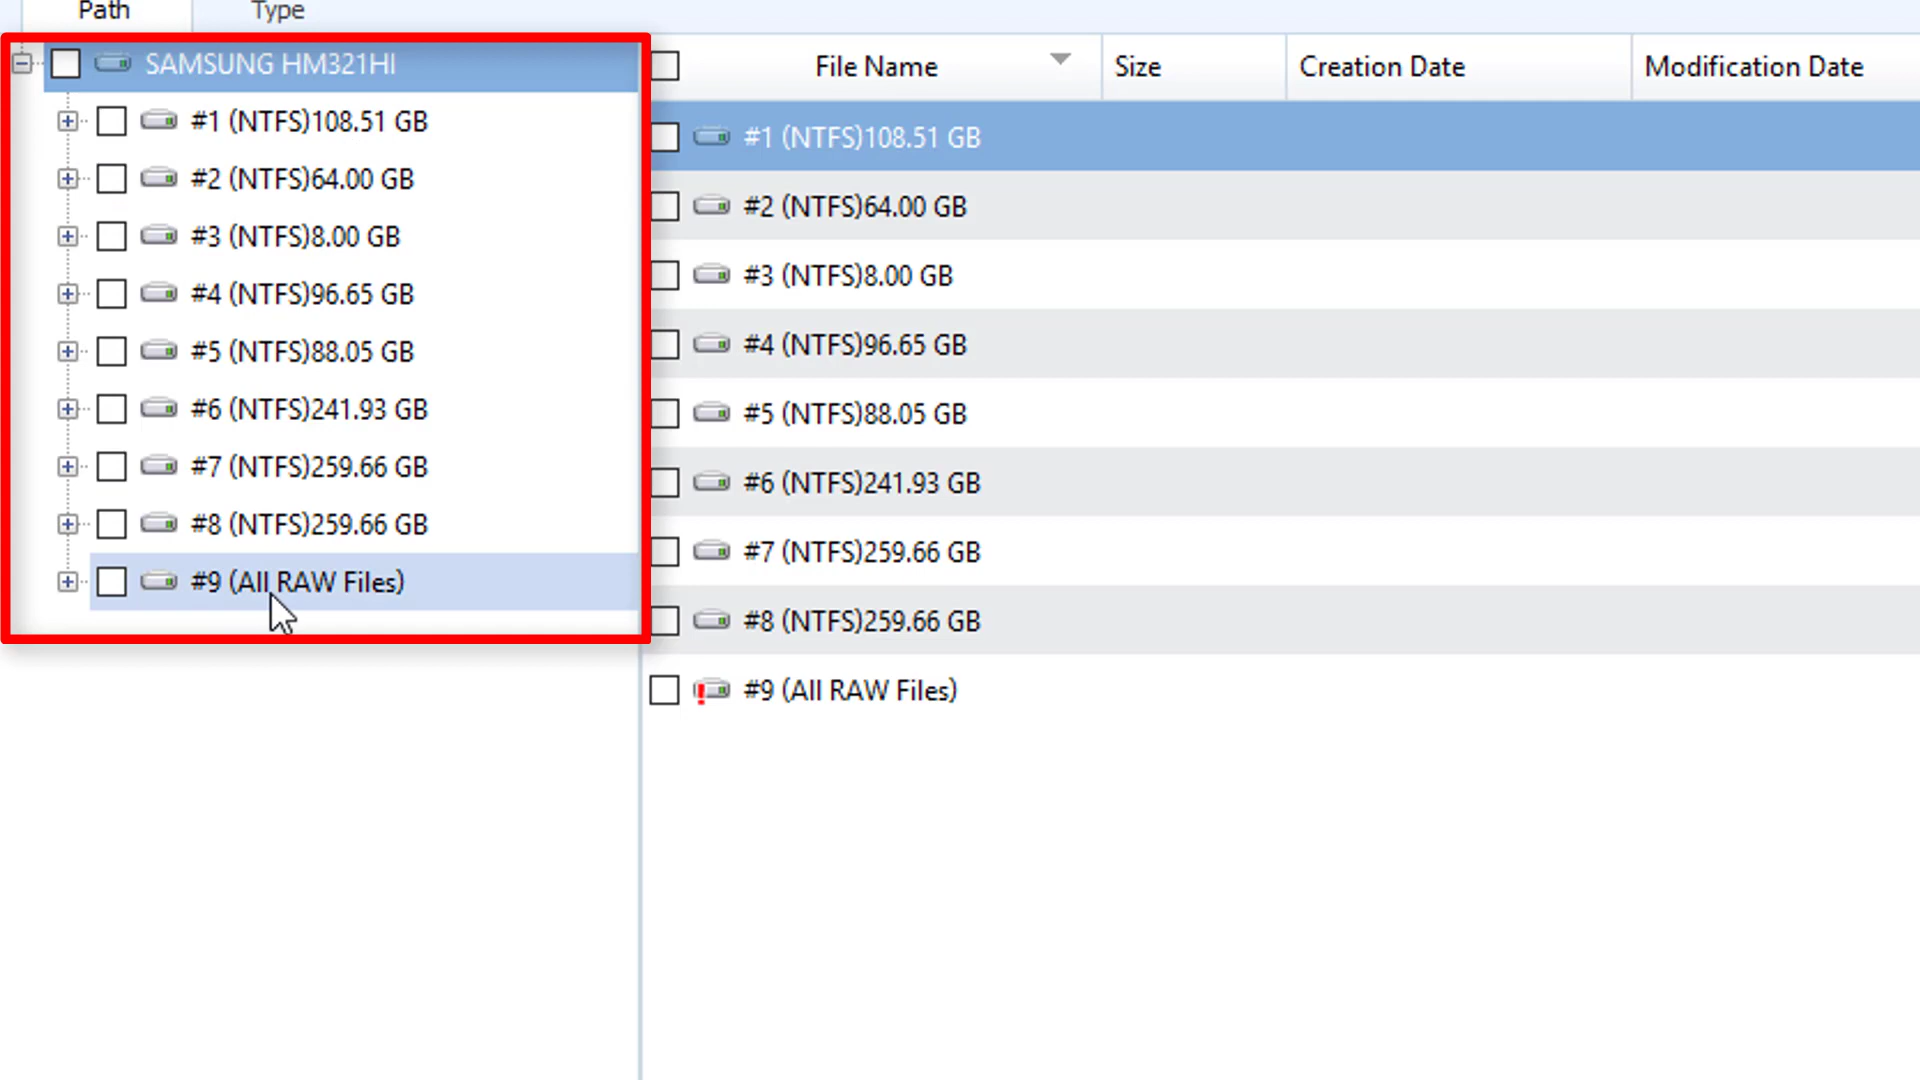 Path
Type
SAMSUNG HM321HI
#1 (NTFS)108.51 GB
#2 (NTFS)64.00 GB
#3 (NTFS)8.00 GB
#4 (NTFS)96.65 GB
#5 (NTFS)88.05 GB
#6 (NTFS)241.93 GB
#7 (NTFS)259.66 GB
#8 (NTFS)259.66 GB
#9 (All RAW Files)
File Name
Size
Creation Date
Modification Date
#1 (NTFS)108.51 GB
#2 (NTFS)64.00 GB
#3 (NTFS)8.00 GB
#4 (NTFS)96.65 GB
#5 (NTFS)88.05 GB
#6 (NTFS)241.93 GB
#7 (NTFS)259.66 GB
#8 (NTFS)259.66 GB
#9 (All RAW Files)